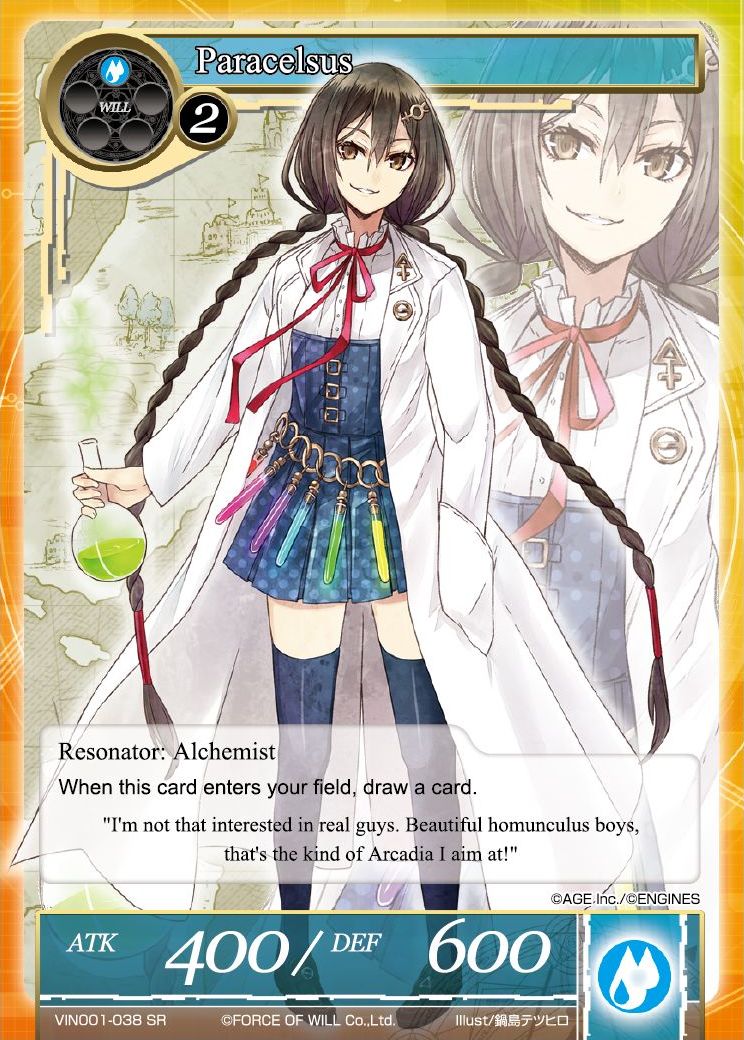 Paracelsus
WILL
2
Resonator: Alchemist
When this card enters your field, draw a card.
"I'm not that interested in real guys. Beautiful homunculus boys,
that's the kind of Arcadia I aim at!"
©AGE Inc./©ENGINES
ATK 400/ DEF 600
VIN001-038 SR ©FORCE OF WILL Co.,Ltd. Illust/鍋島テツヒロ